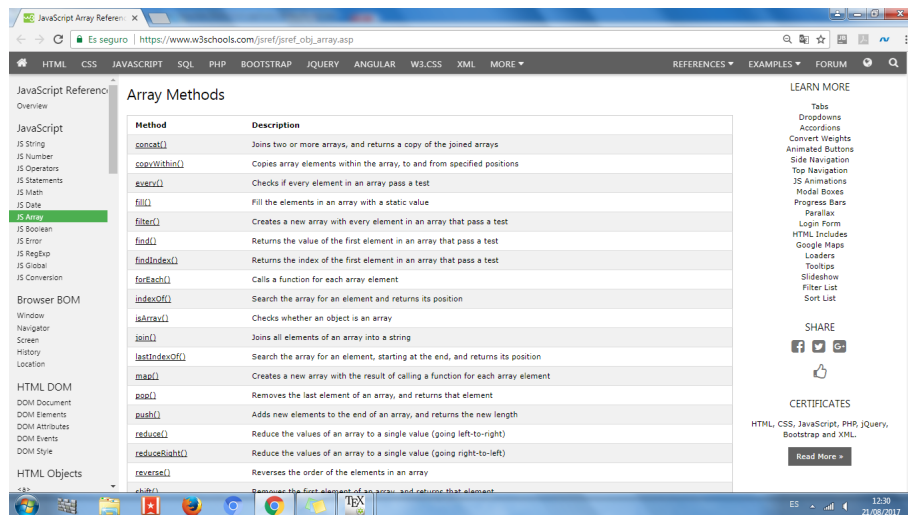 JavaScript Array Referen
Es seguro | https://www.w3schools.com/jsref/jsref_obj_array.asp
HTML CSS JAVASCRIPT SQL PHP BOOTSTRAP JQUERY ANGULAR W3.CSS XML MORE REFERENCES EXAMPLES FORUM
JavaScript Referenc
Overview
JavaScript
JS String
JS Number
JS Operators
JS Statements
JS Math
JS Date
JS Array
JS Boolean
JS Error
JS RegExp
JS Global
JS Conversion
Browser BOM
Window
Navigator
Screen
History
Location
HTML DOM
DOM Document
DOM Elements
DOM Attributes
DOM Events
DOM Style
HTML Objects
<a>
Array Methods
Method Description
concat() Joins two or more arrays, and returns a copy of the joined arrays
copyWithin() Copies array elements within the array, to and from specified positions
every() Checks if every element in an array pass a test
fill() Fill the elements in an array with a static value
filter() Creates a new array with every element in an array that pass a test
find() Returns the value of the first element in an array that pass a test
findIndex() Returns the index of the first element in an array that pass a test
forEach() Calls a function for each array element
indexOf() Search the array for an element and returns its position
isArray() Checks whether an object is an array
join() Joins all elements of an array into a string
lastIndexOf() Search the array for an element, starting at the end, and returns its position
map() Creates a new array with the result of calling a function for each array element
pop() Removes the last element of an array, and returns that element
push() Adds new elements to the end of an array, and returns the new length
reduce() Reduce the values of an array to a single value (going left-to-right)
reduceRight() Reduce the values of an array to a single value (going right-to-left)
reverse() Reverses the order of the elements in an array
shift() Removes the first element of an array, and returns that element
LEARN MORE
Tabs
Dropdowns
Accordions
Convert Weights
Animated Buttons
Side Navigation
Top Navigation
JS Animations
Modal Boxes
Progress Bars
Parallax
Login Form
HTML Includes
Google Maps
Loaders
Tooltips
Slideshow
Filter List
Sort List
SHARE
CERTIFICATES
HTML, CSS, JavaScript, PHP, jQuery,
Bootstrap and XML.
Read More »
TEX
ES
12:30
21/08/2017